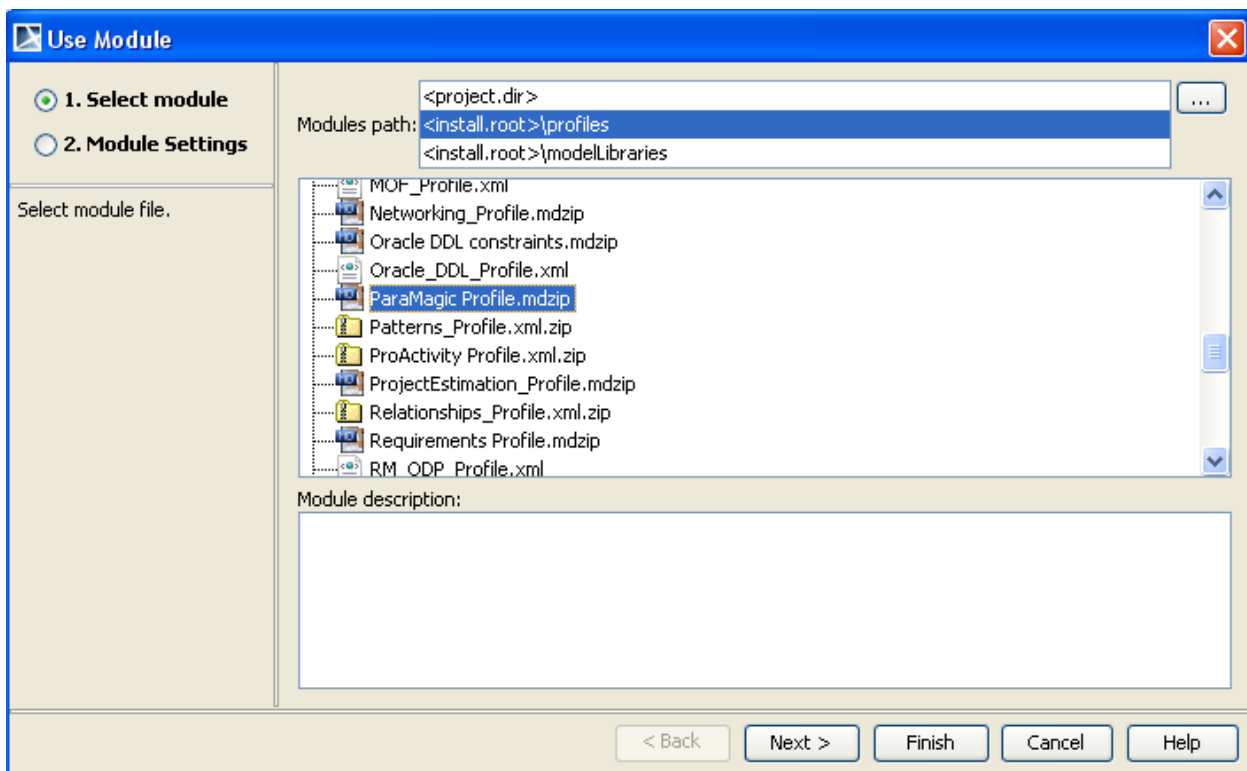 Use Module
1. Select module
2. Module Settings
Select module file.
Modules path:
<project.dir>
<install.root>\profiles
<install.root>\modelLibraries
...
MOF_Profile.xml
Networking_Profile.mdzip
Oracle DDL constraints.mdzip
Oracle_DDL_Profile.xml
ParaMagic Profile.mdzip
Patterns_Profile.xml.zip
ProActivity Profile.xml.zip
ProjectEstimation_Profile.mdzip
Relationships_Profile.xml.zip
Requirements Profile.mdzip
RM_ODP_Profile.xml
Module description:
< Back
Next >
Finish
Cancel
Help